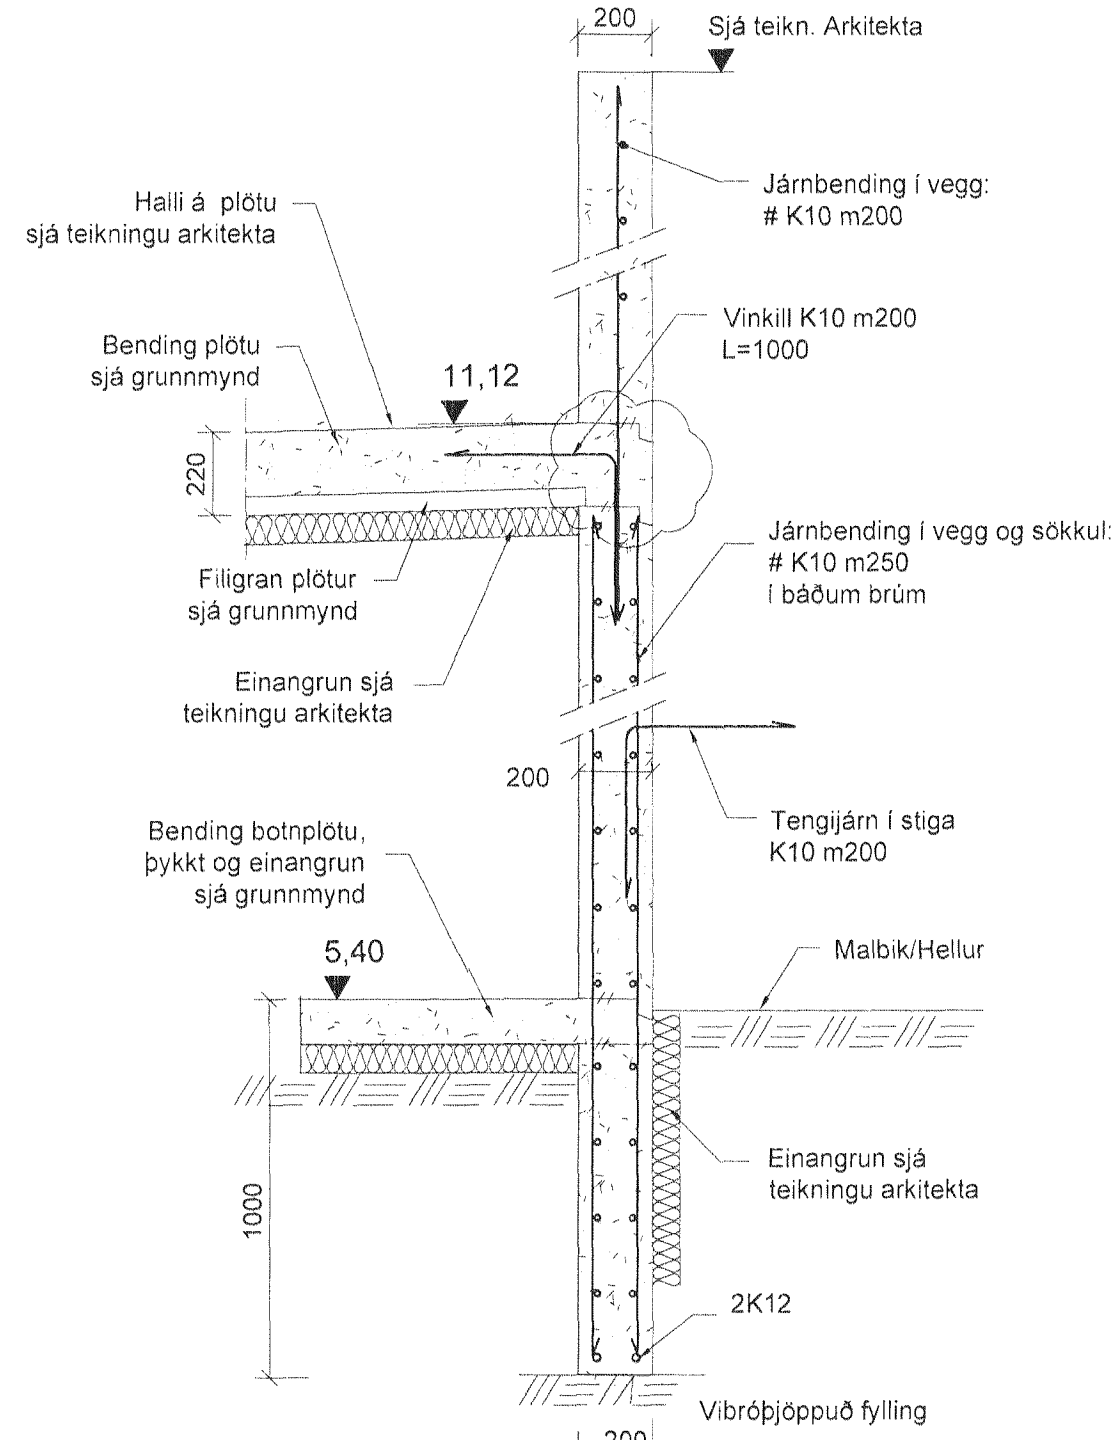 200
Sjá teikn. Arkitekta
Járnbending í vegg:
# K10 m200
Halli á plötu
sjá teikningu arkitekta
Vinkill K10 m200
L=1000
Bending plötu
sjá grunnmynd
11,12
220
Járnbending í vegg og sökkul:
# K10 m250
í báðum brúm
Filigran plötur
sjá grunnmynd
Einangrun sjá
teikningu arkitekta
200
Tengijárn í stiga
K10 m200
Bending botnplötu,
þykkt og einangrun
sjá grunnmynd
5,40
Malbik/Hellur
1000
Einangrun sjá
teikningu arkitekta
2K12
Vibróþjöppuð fylling
200